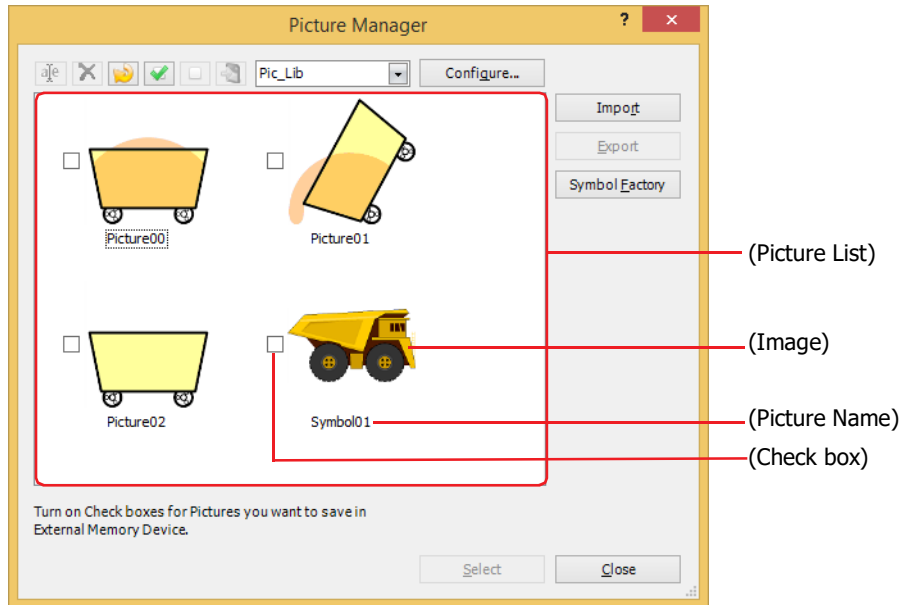 Picture Manager
?
×
Pic_Lib
Configure...
Import
Export
Symbol Factory
Picture00
Picture01
(Picture List)
(Image)
Picture02
Symbol01
(Picture Name)
(Check box)
Turn on Check boxes for Pictures you want to save in
External Memory Device.
Select
Close